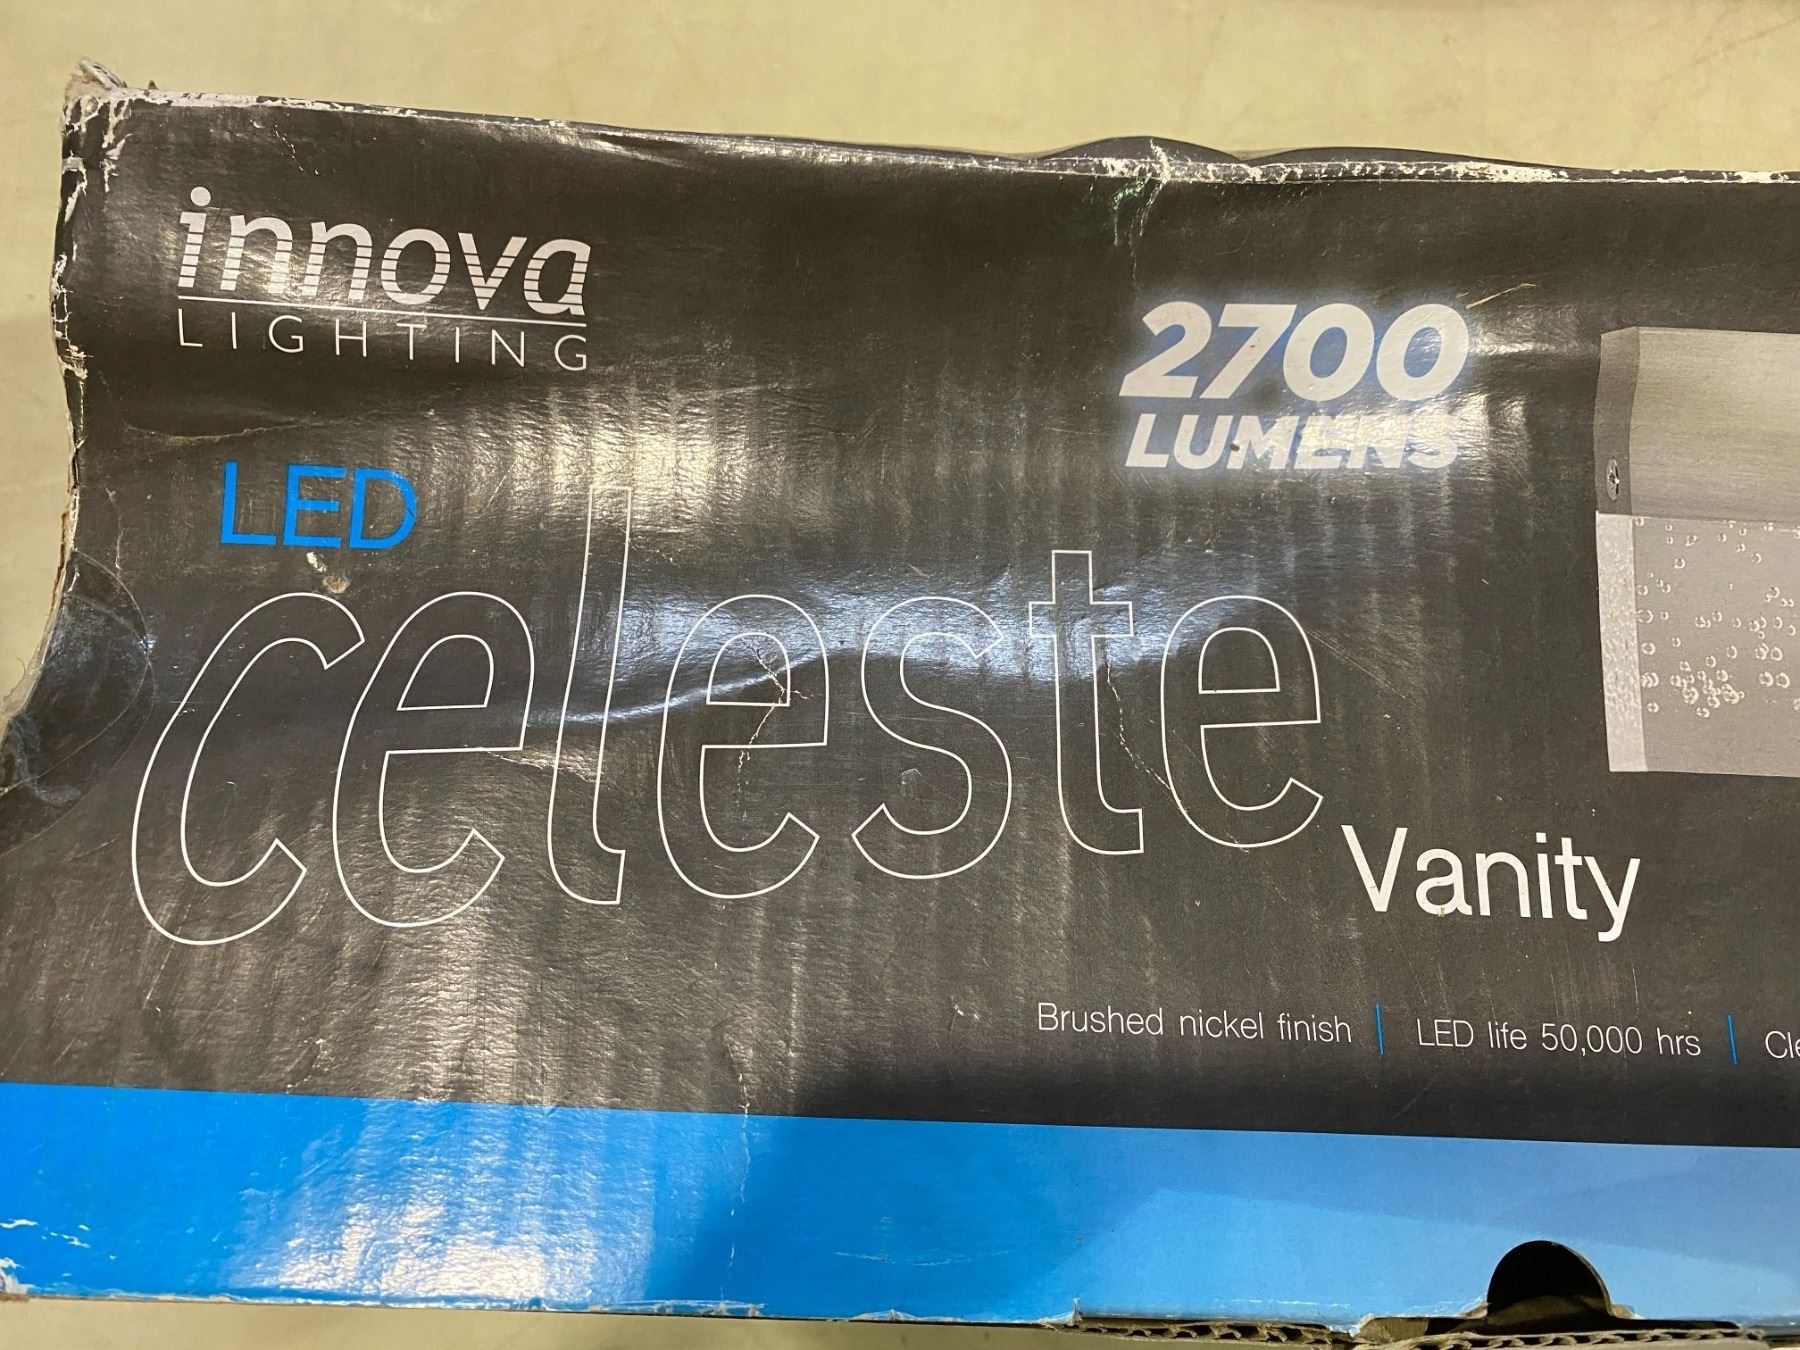 innova
LIGHTING
2700
LUMENS
LED
celeste
Vanity
Brushed nickel finish | LED life 50,000 hrs |